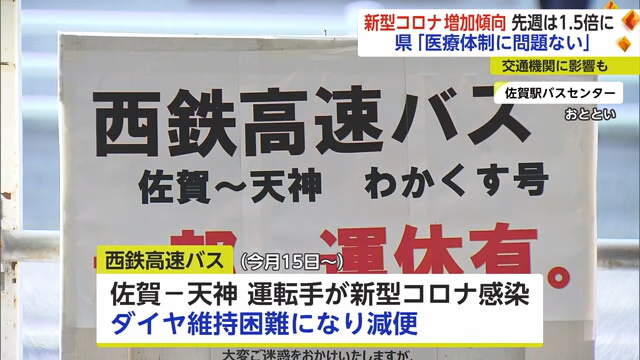 新型コロナ増加傾向 先週は1.5倍に
県「医療体制に問題ない」
交通機関に影響も
佐賀駅バスセンター
おととい
西鉄高速バス
佐賀～天神 わかくす号
一部 運休有。
西鉄高速バス (今月15日～)
佐賀－天神 運転手が新型コロナ感染
ダイヤ維持困難になり減便
大変ご迷惑をおかけいたしますが、